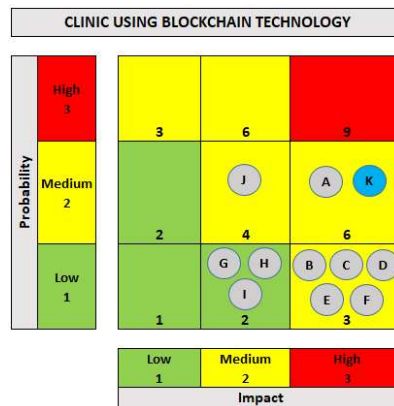 CLINIC USING BLOCKCHAIN TECHNOLOGY
Probability
High
3
3
6
9
Medium
2
J
A
K
2
4
6
Low
1
G
H
B
C
D
I
E
F
1
2
3
Low
1
Medium
2
High
3
Impact